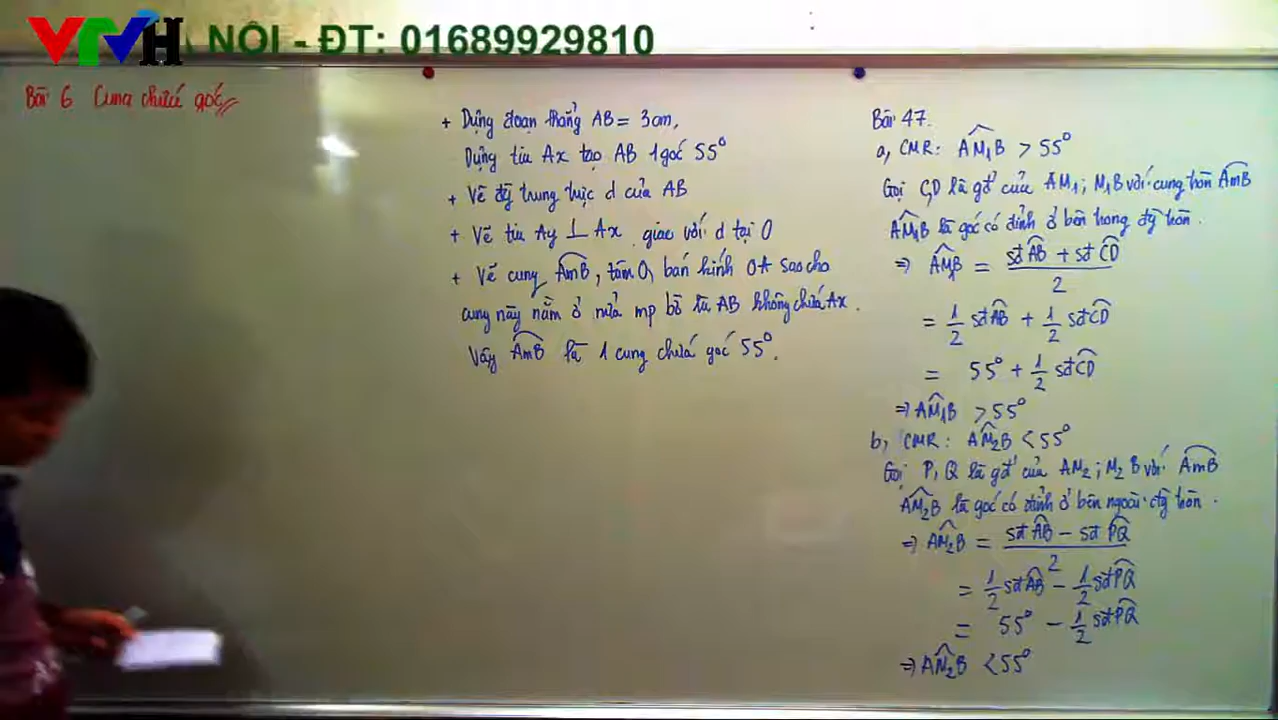 VTVH
NỘI - ĐT: 01689929810
Bài 6 Cung chứa góc
+ Dựng đoạn thẳng AB = 3cm,
Dựng tia Ax tạo AB 1 góc 55°
+ Vẽ đg trung trực d của AB
+ Vẽ tia Ay ⊥ Ax giao với d tại O
+ Vẽ cung AmB, tâm O, bán kính OA sao cho
cung này nằm ở nửa mp bờ là AB không chứa Ax.
Vậy AmB là 1 cung chứa góc 55°.
Bài 47.
a, CMR: AM₁B > 55°
Gọi C,D là gđ của AM₁; M₁B với cung tròn AmB
AM₁B là góc có đỉnh ở bên trong đg tròn.
⇒ AM₁B = (sđ AB + sđ CD)/2
= 1/2 sđ AB + 1/2 sđ CD
= 55° + 1/2 sđ CD
⇒ AM₁B > 55°
b, CMR: AM₂B < 55°
Gọi P, Q là gđ của AM₂; M₂B với AmB
AM₂B là góc có đỉnh ở bên ngoài đg tròn.
⇒ AM₂B = (sđ AB - sđ PQ)/2
= 1/2 sđ AB - 1/2 sđ PQ
= 55° - 1/2 sđ PQ
⇒ AM₂B < 55°